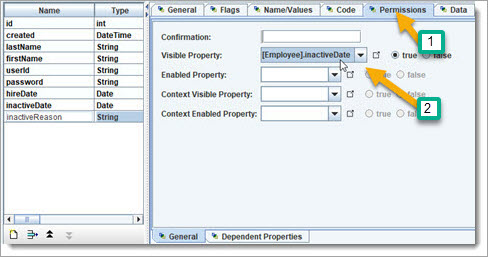 Name Type
id int
created DateTime
lastName String
firstName String
userId String
password String
hireDate Date
inactiveDate Date
inactiveReason String
General Flags Name/Values Code Permissions Data
1
Confirmation:
Visible Property: [Employee].inactiveDate true false
2
Enabled Property: true false
Context Visible Property: true false
Context Enabled Property: true false
General Dependent Properties